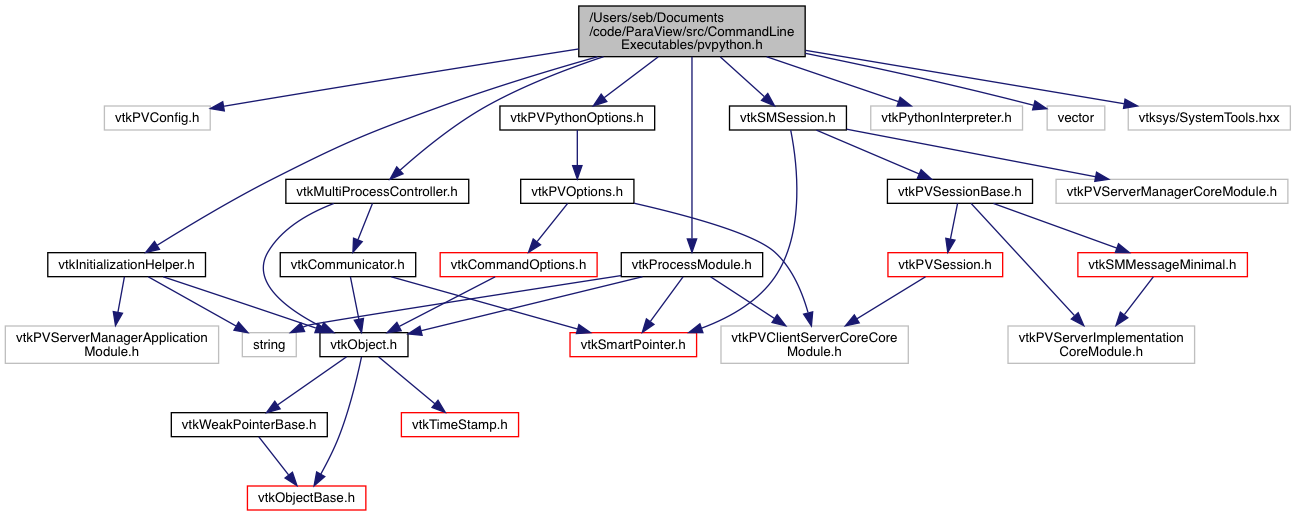 /Users/seb/Documents
/code/ParaView/src/CommandLine
Executables/pvpython.h
vtkPVConfig.h
vtkPVPythonOptions.h
vtkSMSession.h
vtkPythonInterpreter.h
vector
vtksys/SystemTools.hxx
vtkMultiProcessController.h
vtkPVOptions.h
vtkPVSessionBase.h
vtkPVServerManagerCoreModule.h
vtkInitializationHelper.h
vtkCommunicator.h
vtkCommandOptions.h
vtkProcessModule.h
vtkPVSession.h
vtkSMMessageMinimal.h
vtkPVServerManagerApplication
Module.h
string
vtkObject.h
vtkSmartPointer.h
vtkPVClientServerCoreCore
Module.h
vtkPVServerImplementation
CoreModule.h
vtkWeakPointerBase.h
vtkTimeStamp.h
vtkObjectBase.h